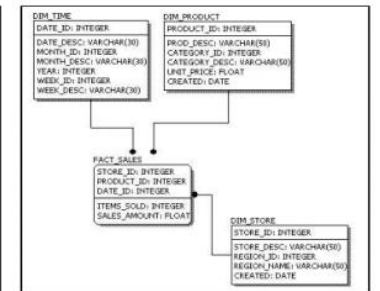 DIM_TIME
DATE_ID: INTEGER
DATE_DESC: VARCHAR(30)
MONTH_ID: INTEGER
MONTH_DESC: VARCHAR(30)
YEAR: INTEGER
WEEK_ID: INTEGER
WEEK_DESC: VARCHAR(30)
DIM_PRODUCT
PRODUCT_ID: INTEGER
PROD_DESC: VARCHAR(50)
CATEGORY_ID: INTEGER
CATEGORY_DESC: VARCHAR(50)
UNIT_PRICE: FLOAT
CREATED: DATE
FACT_SALES
STORE_ID: INTEGER
PRODUCT_ID: INTEGER
DATE_ID: INTEGER
ITEMS_SOLD: INTEGER
SALES_AMOUNT: FLOAT
DIM_STORE
STORE_ID: INTEGER
STORE_DESC: VARCHAR(50)
REGION_ID: INTEGER
REGION_NAME: VARCHAR(50)
CREATED: DATE